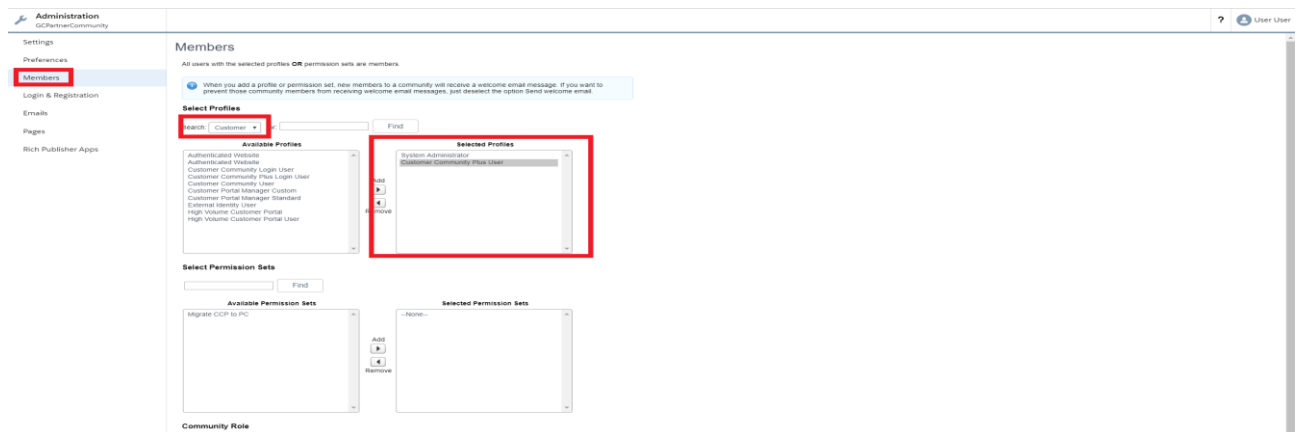 Administration
GCPartnerCommunity
? User User
Settings
Preferences
Members
Login & Registration
Emails
Pages
Rich Publisher Apps
Members
All users with the selected profiles OR permission sets are members.
When you add a profile or permission set, new members to a community will receive a welcome email message. If you want to
prevent those community members from receiving welcome email messages, just deselect the option Send welcome email.
Select Profiles
Search: Customer Find
Available Profiles
Authenticated Website
Authenticated Website
Customer Community Login User
Customer Community Plus Login User
Customer Community User
Customer Portal Manager Custom
Customer Portal Manager Standard
External Identity User
High Volume Customer Portal
High Volume Customer Portal User
Add
Remove
Selected Profiles
System Administrator
Customer Community Plus User
Select Permission Sets
Find
Available Permission Sets
Migrate CCP to PC
Add
Remove
Selected Permission Sets
--None--
Community Role